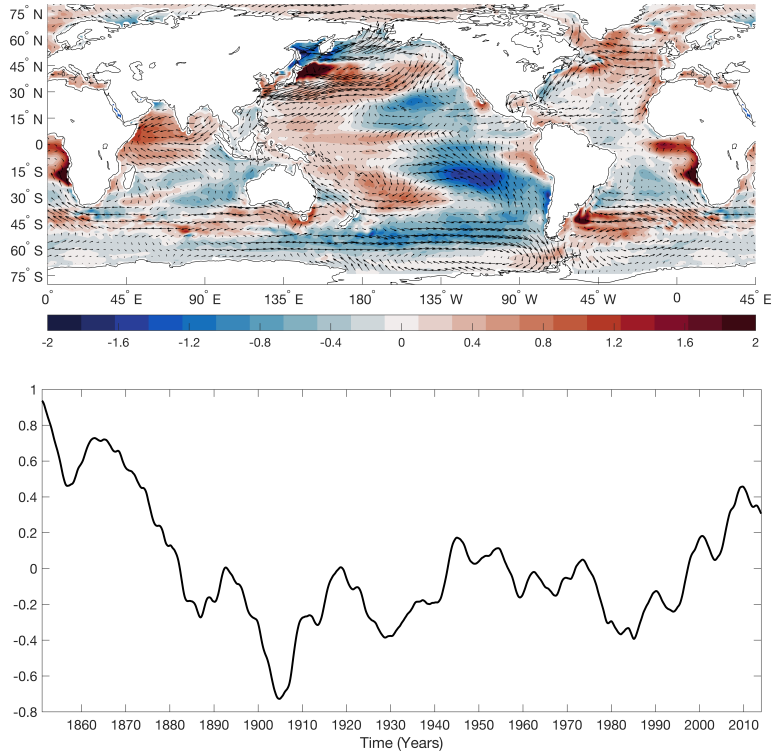 75° N
60° N
45° N
30° N
15° N
0
15° S
30° S
45° S
60° S
75° S
0° 45° E 90° E 135° E 180° 135° W 90° W 45° W 0 45° E
-2 -1.6 -1.2 -0.8 -0.4 0 0.4 0.8 1.2 1.6 2
1
0.8
0.6
0.4
0.2
0
-0.2
-0.4
-0.6
-0.8
1860 1870 1880 1890 1900 1910 1920 1930 1940 1950 1960 1970 1980 1990 2000 2010
Time (Years)